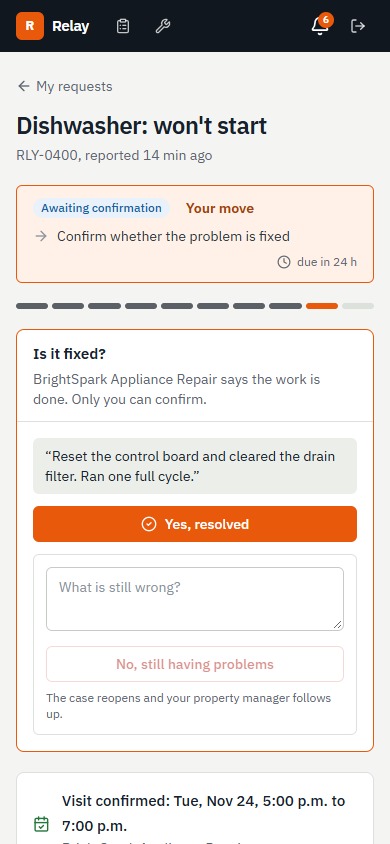 R Relay 6
My requests
Dishwasher: won't start
RLY-0400, reported 14 min ago
Awaiting confirmation Your move
Confirm whether the problem is fixed
due in 24 h
Is it fixed?
BrightSpark Appliance Repair says the work is
done. Only you can confirm.
“Reset the control board and cleared the drain
filter. Ran one full cycle.”
Yes, resolved
What is still wrong?
No, still having problems
The case reopens and your property manager follows
up.
Visit confirmed: Tue, Nov 24, 5:00 p.m. to
7:00 p.m.